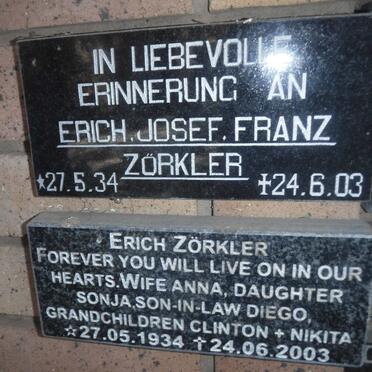 IN LIEBEVOLLE
ERINNERUNG AN
ERICH.JOSEF.FRANZ
ZÖRKLER
*27.5.34 ✝24.6.03
ERICH ZÖRKLER
FOREVER YOU WILL LIVE ON IN OUR
HEARTS.WIFE ANNA, DAUGHTER
SONJA,SON-IN-LAW DIEGO,
GRANDCHILDREN CLINTON + NIKITA
☆27.05.1934 ✝24.06.2003